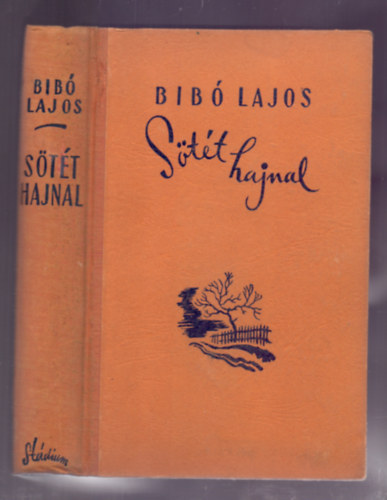 BIBÓ
LAJOS
SÖTÉT
HAJNAL
Stádium
BIBÓ LAJOS
Sötét
hajnal